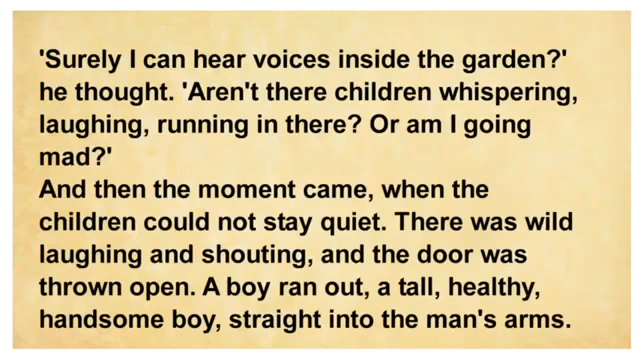 'Surely I can hear voices inside the garden?'
he thought. 'Aren't there children whispering,
laughing, running in there? Or am I going
mad?'
And then the moment came, when the
children could not stay quiet. There was wild
laughing and shouting, and the door was
thrown open. A boy ran out, a tall, healthy,
handsome boy, straight into the man's arms.